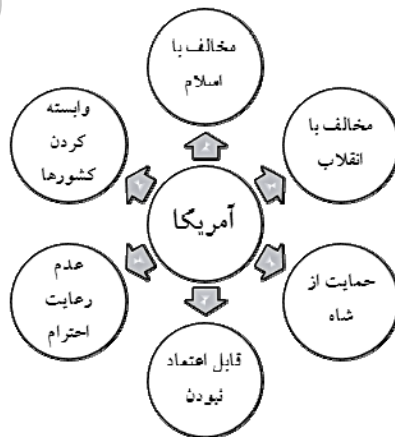 مخالف با
اسلام
مخالف با
انقلاب
حمایت از
شاه
قابل اعتماد
نبودن
عدم
رعایت
احترام
وابسته
کردن
کشورها
آمریکا